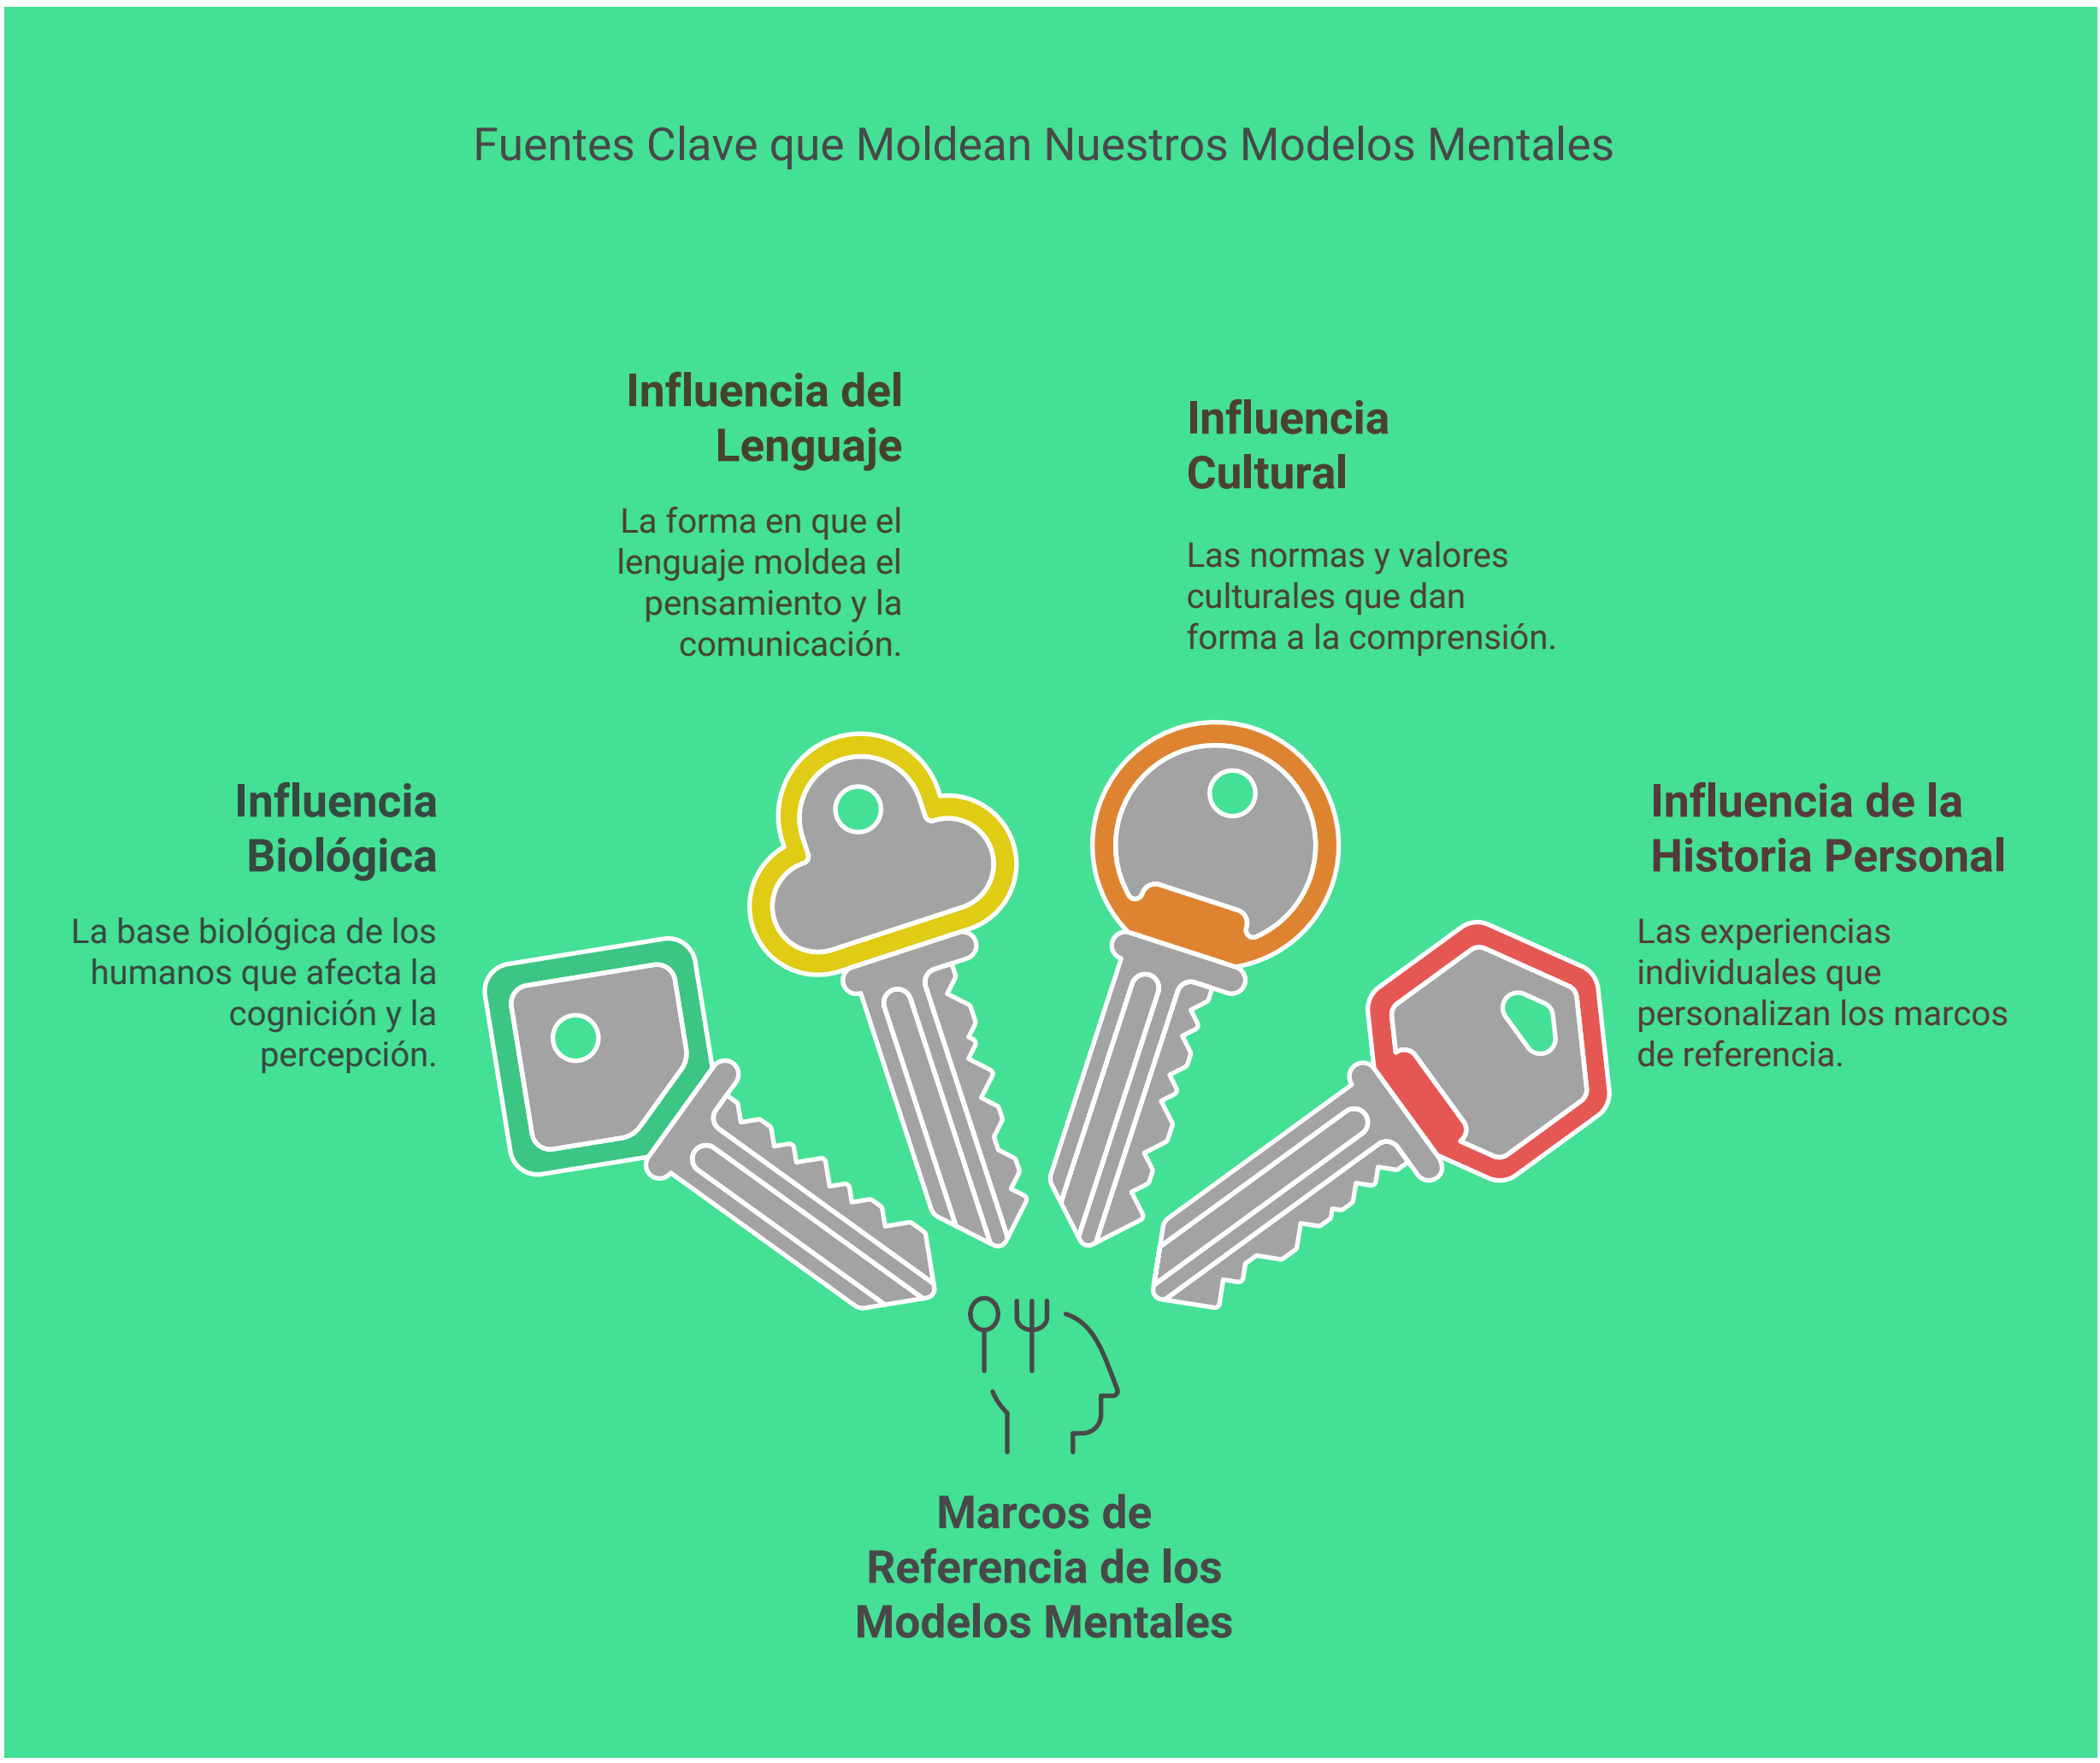 Fuentes Clave que Moldean Nuestros Modelos Mentales
Influencia del
Lenguaje
La forma en que el
lenguaje moldea el
pensamiento y la
comunicación.
Influencia
Cultural
Las normas y valores
culturales que dan
forma a la comprensión.
Influencia
Biológica
La base biológica de los
humanos que afecta la
cognición y la
percepción.
Influencia de la
Historia Personal
Las experiencias
individuales que
personalizan los marcos
de referencia.
Marcos de
Referencia de los
Modelos Mentales